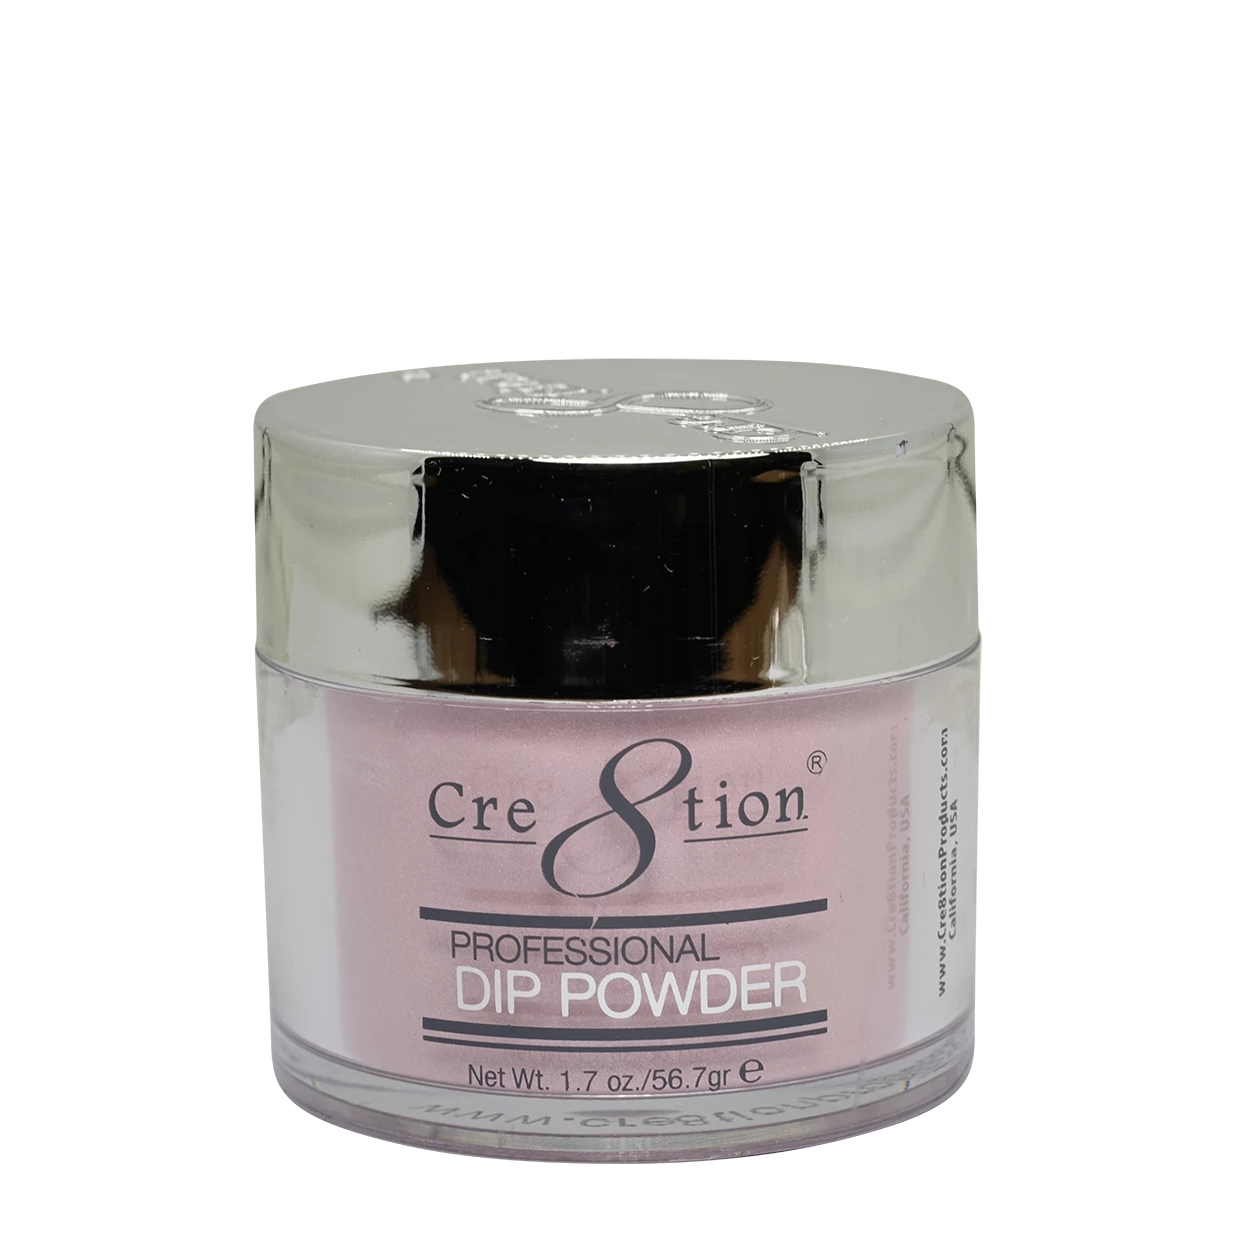 Cre8tion®
PROFESSIONAL
DIP POWDER
Net Wt. 1.7 oz./56.7gr ℮
www.Cre8tionProducts.com
California, USA